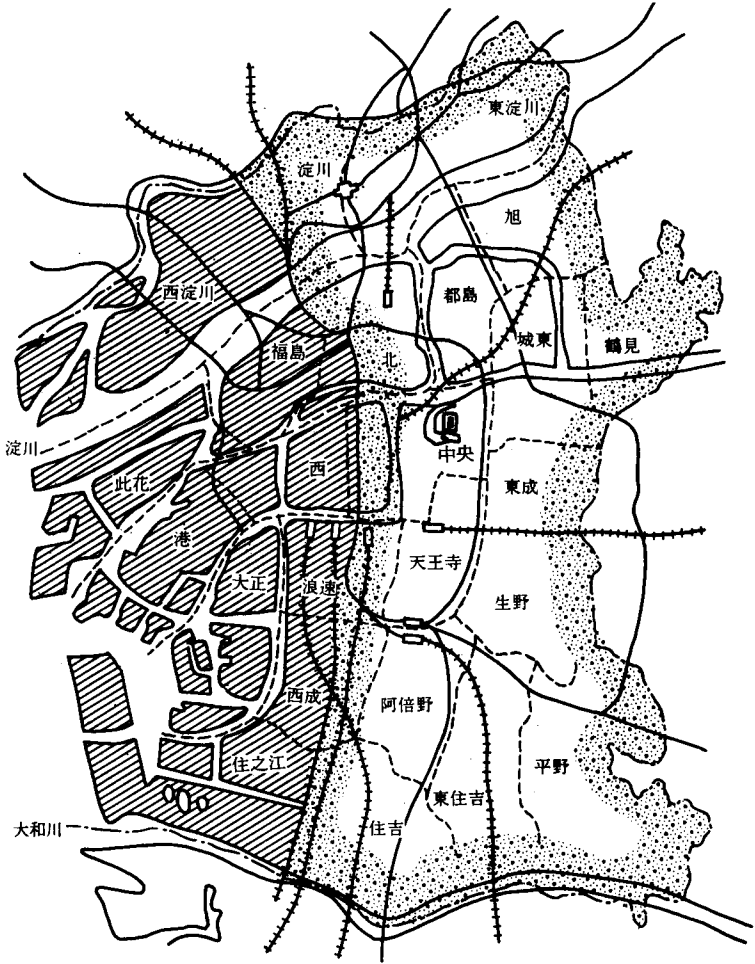 東淀川
淀川
旭
西淀川
都島
城東
鶴見
福島
北
淀川
中央
西
東成
此花
港
天王寺
大正
浪速
生野
西成
阿倍野
住之江
平野
東住吉
大和川
住吉